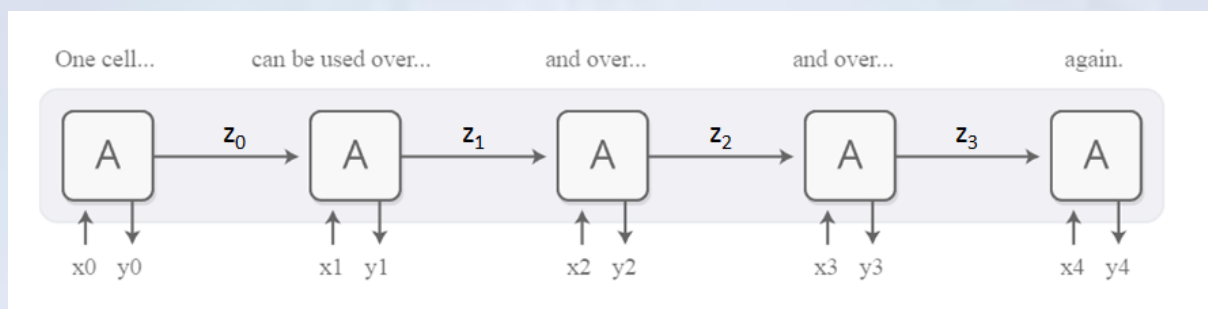 One cell... can be used over... and over... and over... again.
z₀ z₁ z₂ z₃
A A A A A
x0 y0 x1 y1 x2 y2 x3 y3 x4 y4